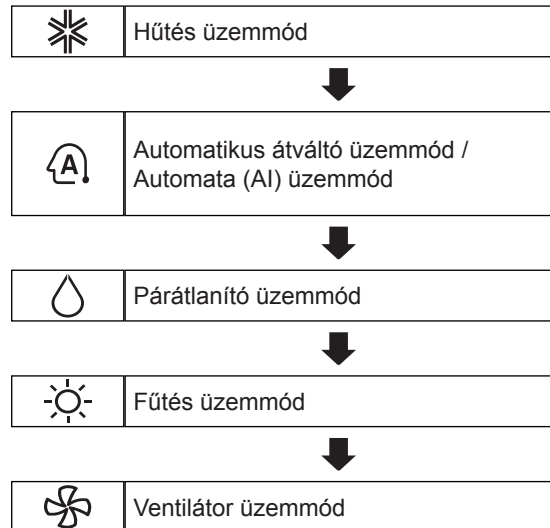 Hűtés üzemmód
A
Automatikus átváltó üzemmód /
Automata (AI) üzemmód
Párátlanító üzemmód
Fűtés üzemmód
Ventilátor üzemmód